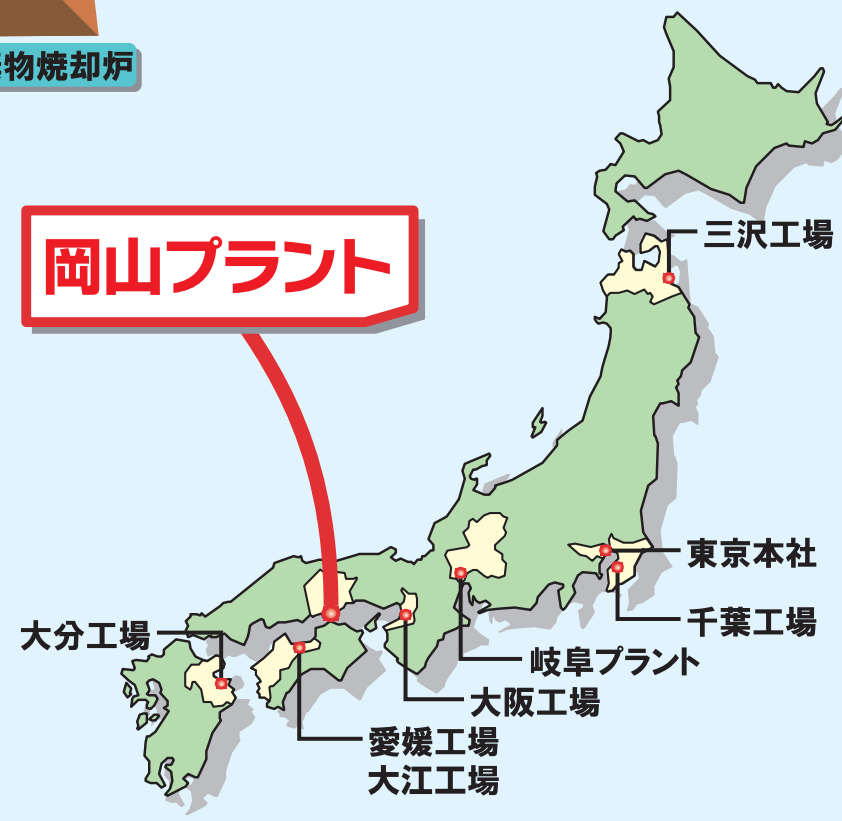 物焼却炉
三沢工場
岡山プラント
東京本社
千葉工場
大分工場
岐阜プラント
大阪工場
愛媛工場
大江工場